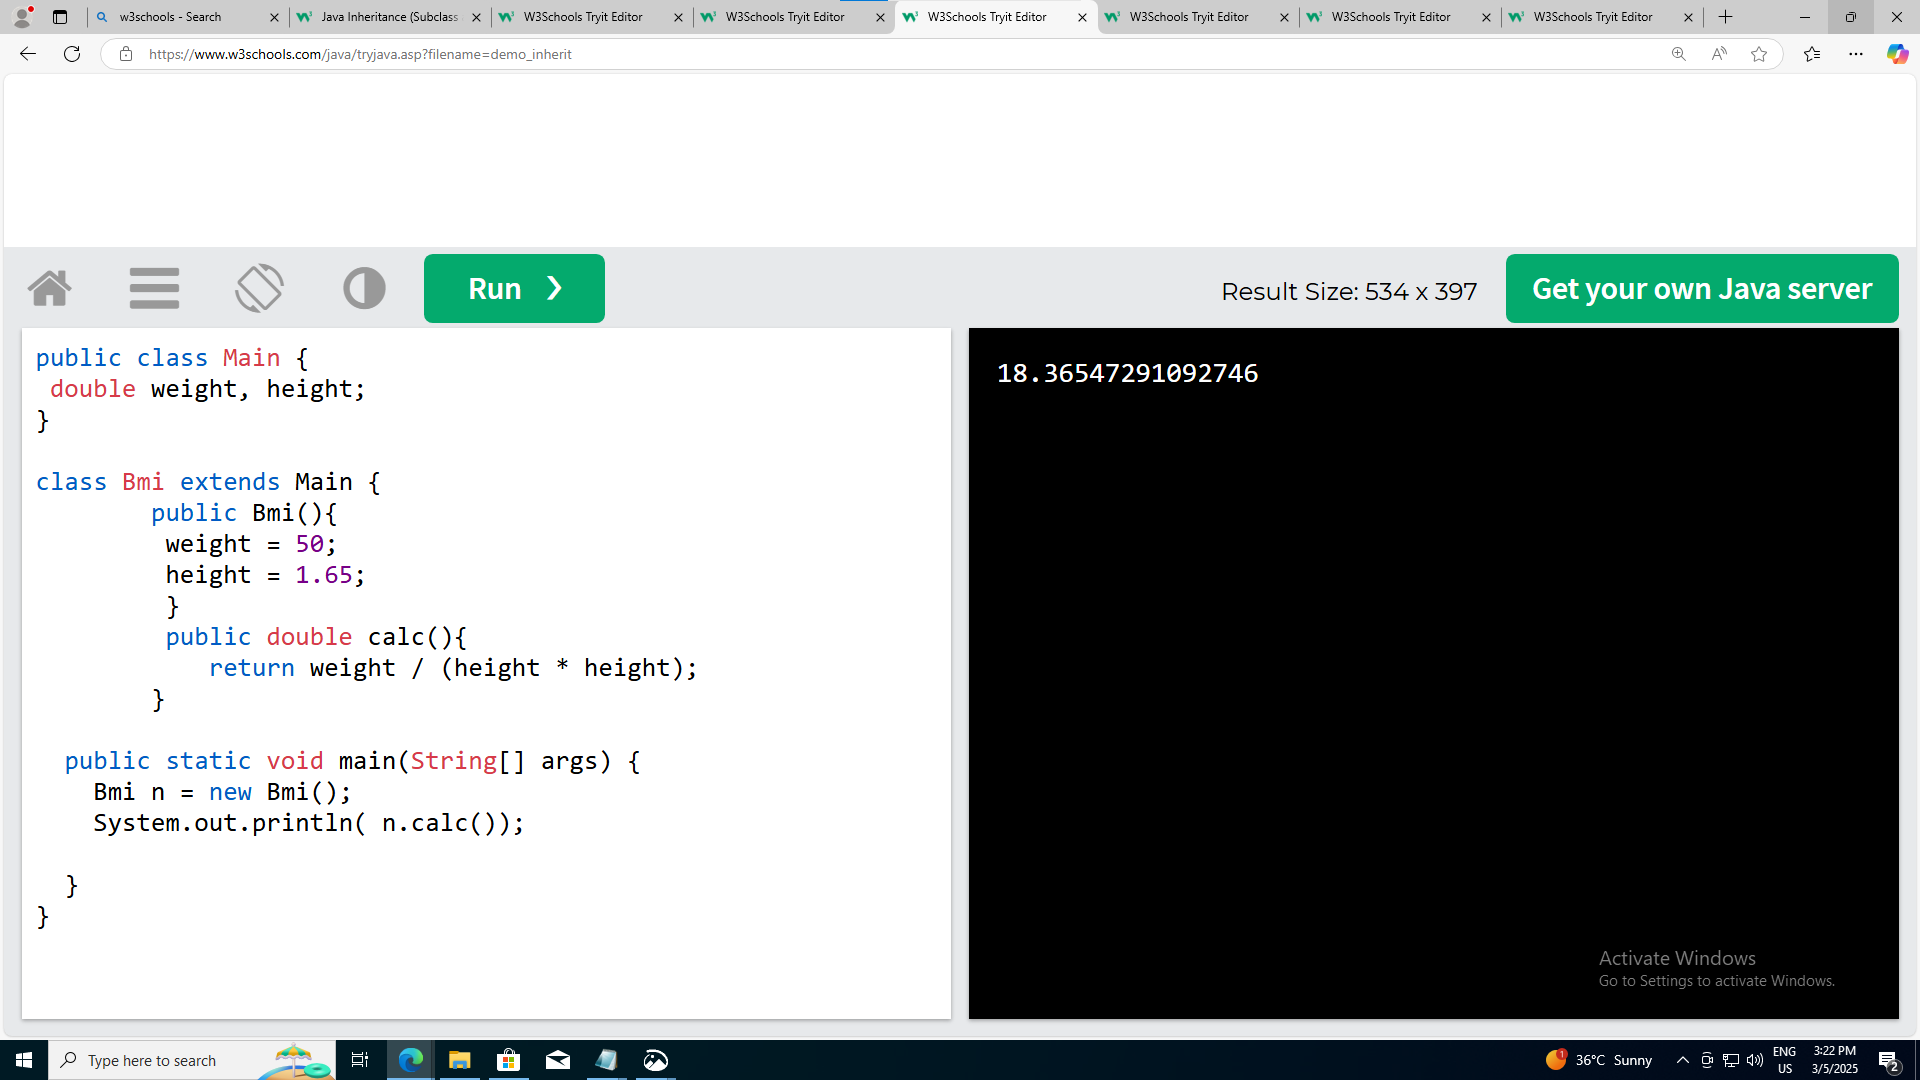 w3schools - Search
Java Inheritance (Subclass
W3Schools Tryit Editor
W3Schools Tryit Editor
W3Schools Tryit Editor
W3Schools Tryit Editor
W3Schools Tryit Editor
W3Schools Tryit Editor
https://www.w3schools.com/java/tryjava.asp?filename=demo_inherit
Run ❯
Result Size: 534 x 397
Get your own Java server
public class Main {
 double weight, height;
}
class Bmi extends Main {
        public Bmi(){
         weight = 50;
         height = 1.65;
         }
         public double calc(){
            return weight / (height * height);
        }
  public static void main(String[] args) {
    Bmi n = new Bmi();
    System.out.println( n.calc());
  }
}
18.36547291092746
Activate Windows
Go to Settings to activate Windows.
Type here to search
1
36°C Sunny
ENG
US
3:22 PM
3/5/2025
2